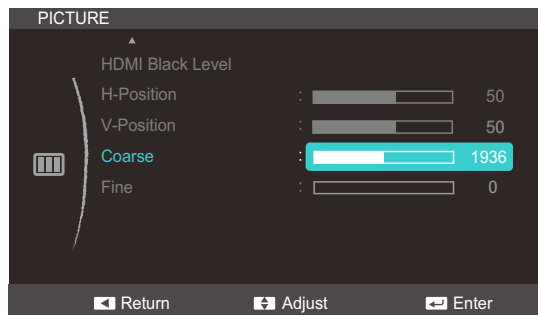 PICTURE
HDMI Black Level
H-Position : 50
V-Position : 50
Coarse : 1936
Fine : 0
Return Adjust Enter